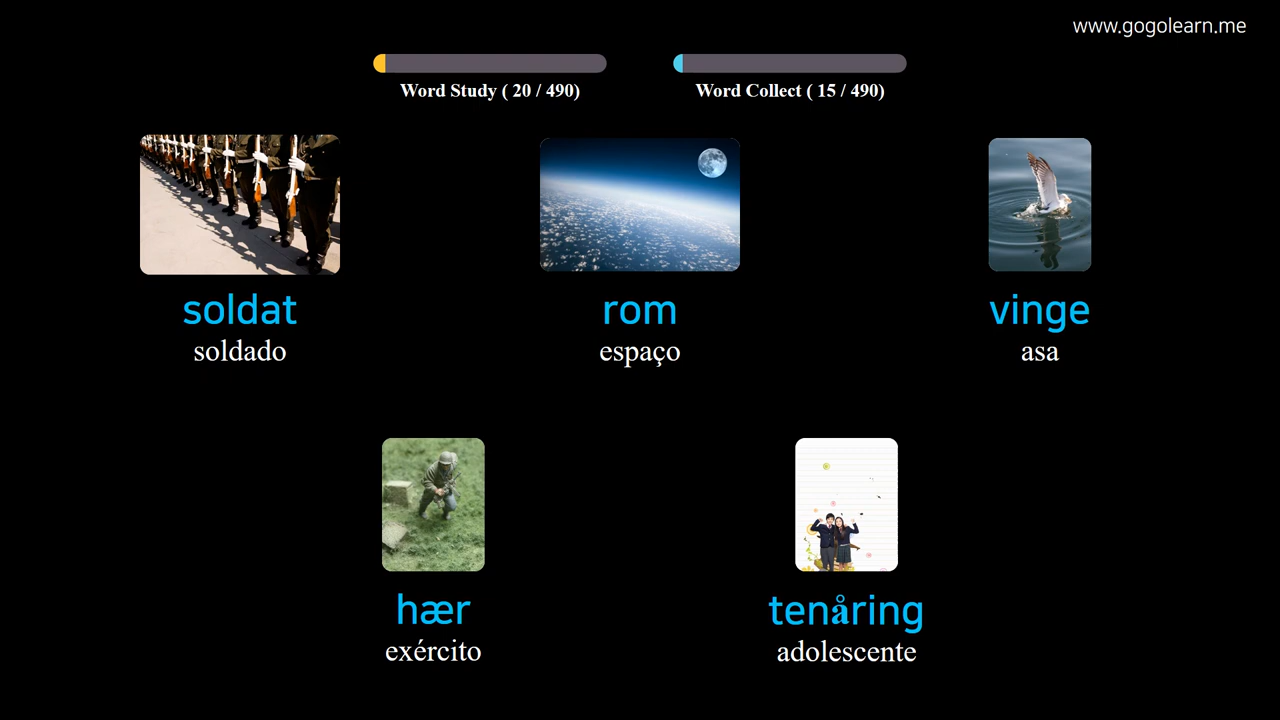 www.gogolearn.me
Word Study ( 20 / 490)
Word Collect ( 15 / 490)
soldat
soldado
rom
espaço
vinge
asa
hær
exército
tenåring
adolescente